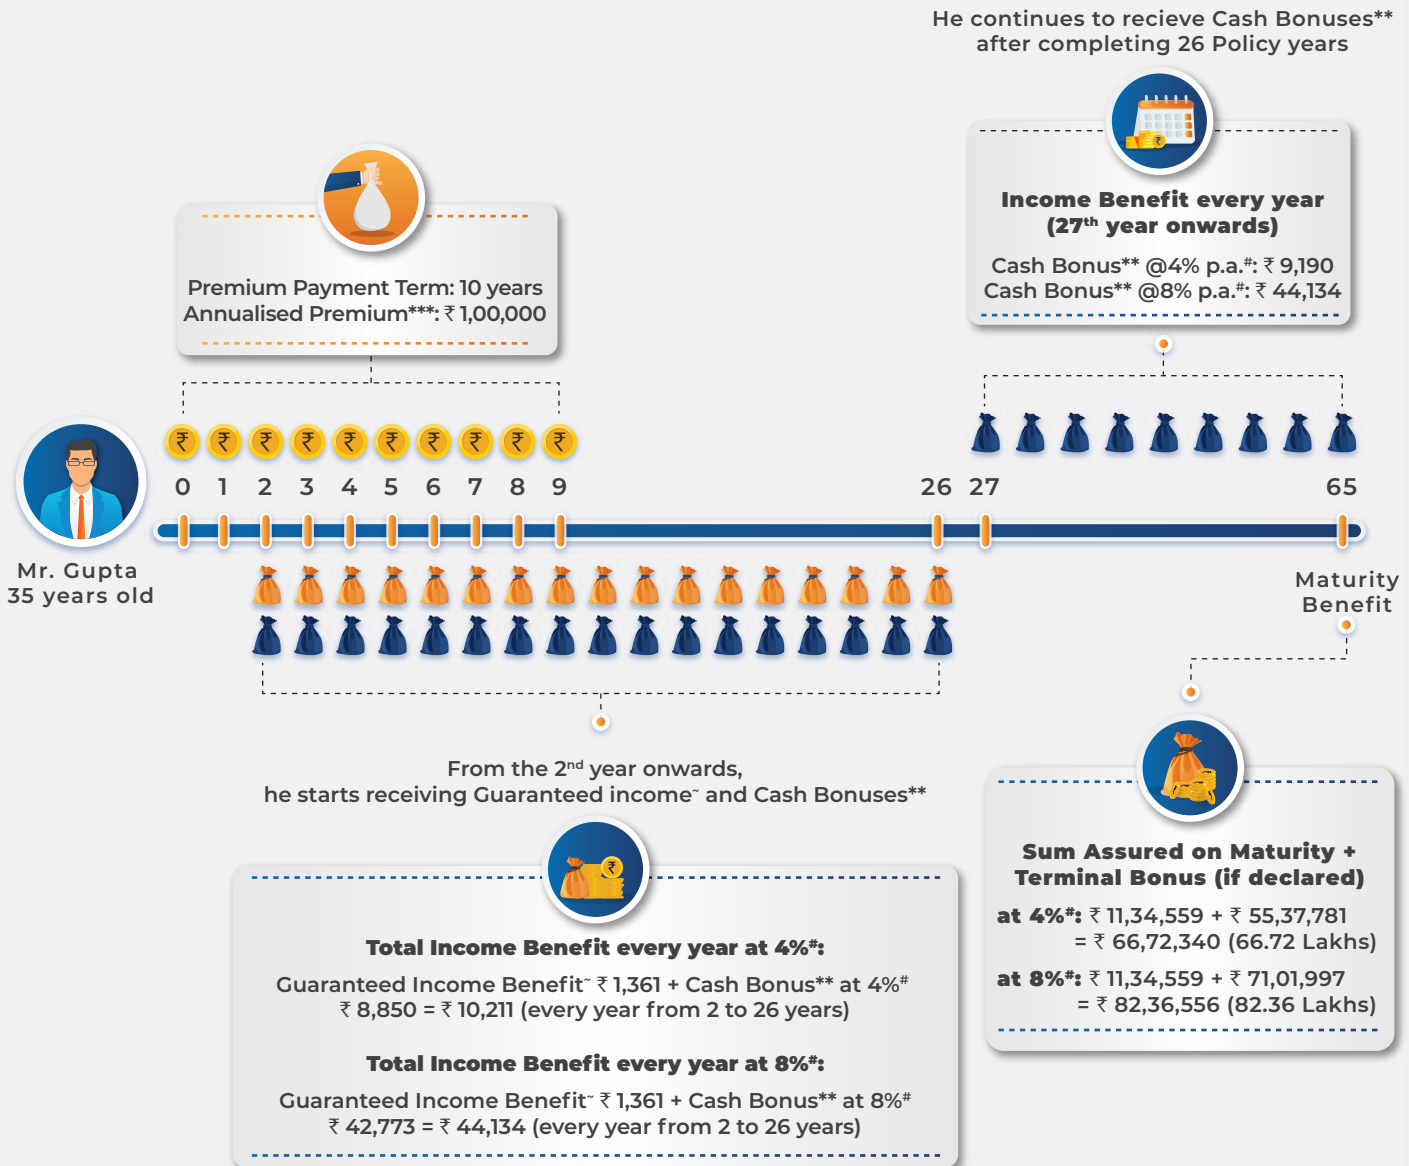 He continues to recieve Cash Bonuses**
after completing 26 Policy years
Income Benefit every year
(27th year onwards)
Cash Bonus** @4% p.a.#: ₹ 9,190
Cash Bonus** @8% p.a.#: ₹ 44,134
Premium Payment Term: 10 years
Annualised Premium***: ₹ 1,00,000
₹ ₹ ₹ ₹ ₹ ₹ ₹ ₹ ₹ ₹
0 1 2 3 4 5 6 7 8 9 26 27 65
Mr. Gupta
35 years old
Maturity
Benefit
From the 2nd year onwards,
he starts receiving Guaranteed income~ and Cash Bonuses**
Total Income Benefit every year at 4%#:
Guaranteed Income Benefit~ ₹ 1,361 + Cash Bonus** at 4%#
₹ 8,850 = ₹ 10,211 (every year from 2 to 26 years)
Total Income Benefit every year at 8%#:
Guaranteed Income Benefit~ ₹ 1,361 + Cash Bonus** at 8%#
₹ 42,773 = ₹ 44,134 (every year from 2 to 26 years)
Sum Assured on Maturity +
Terminal Bonus (if declared)
at 4%#: ₹ 11,34,559 + ₹ 55,37,781
= ₹ 66,72,340 (66.72 Lakhs)
at 8%#: ₹ 11,34,559 + ₹ 71,01,997
= ₹ 82,36,556 (82.36 Lakhs)